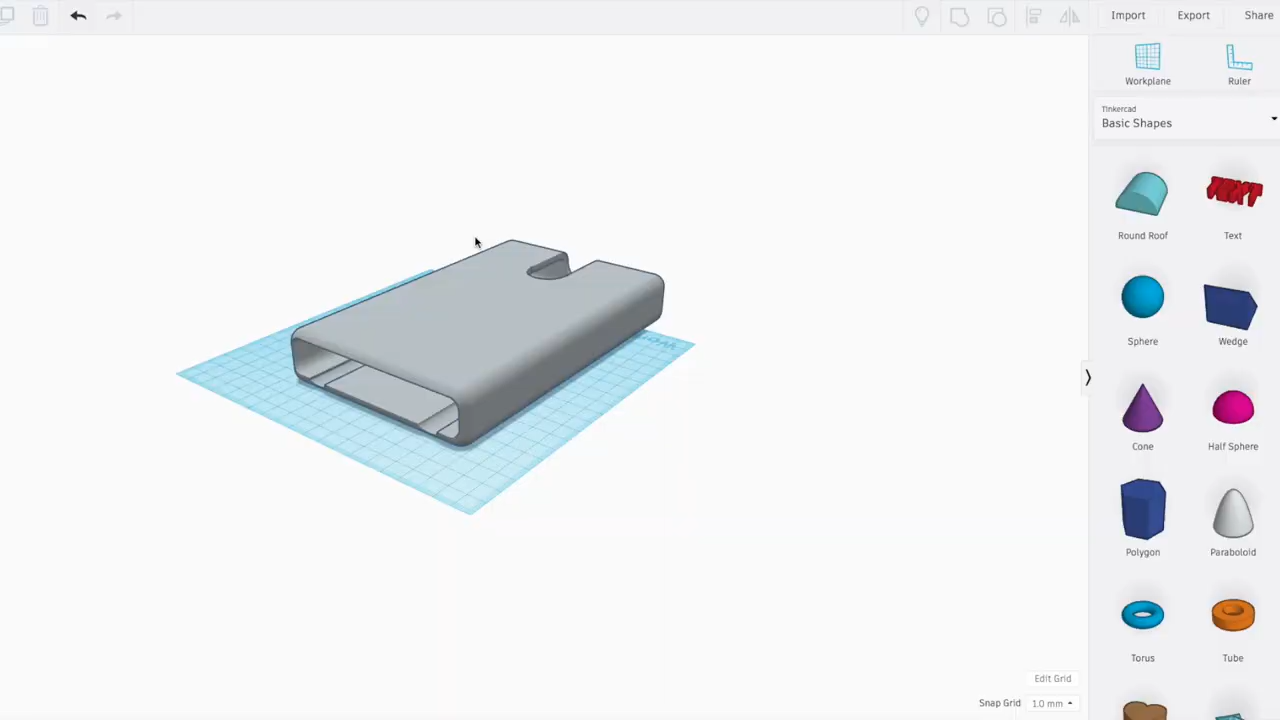 Import Export Share
Workplane Ruler
Tinkercad
Basic Shapes
Round Roof Text
Sphere Wedge
Cone Half Sphere
Polygon Paraboloid
Torus Tube
Edit Grid
Snap Grid 1.0 mm